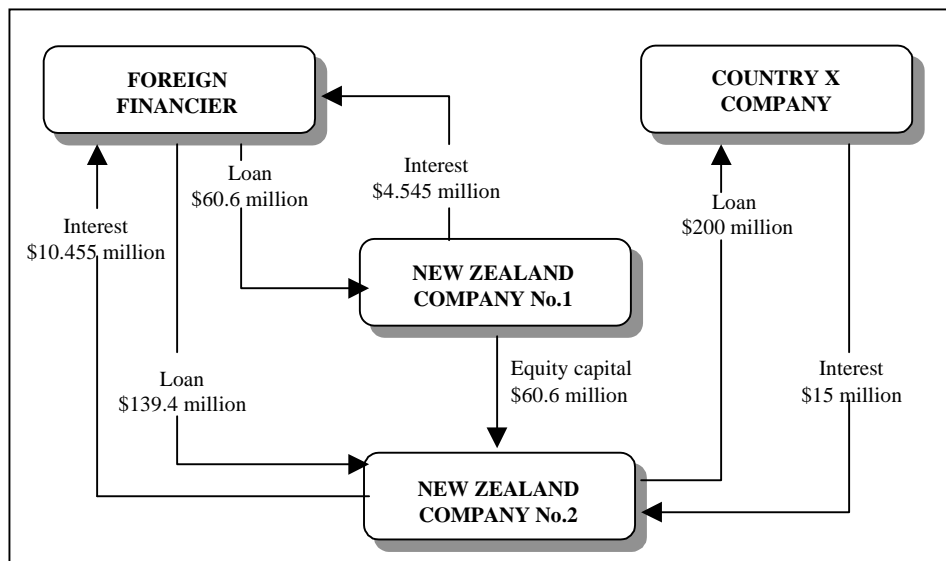 FOREIGN
FINANCIER
COUNTRY X
COMPANY
Loan
$60.6 million
Interest
$4.545 million
Interest
$10.455 million
Loan
$200 million
NEW ZEALAND
COMPANY No.1
Loan
$139.4 million
Equity capital
$60.6 million
Interest
$15 million
NEW ZEALAND
COMPANY No.2